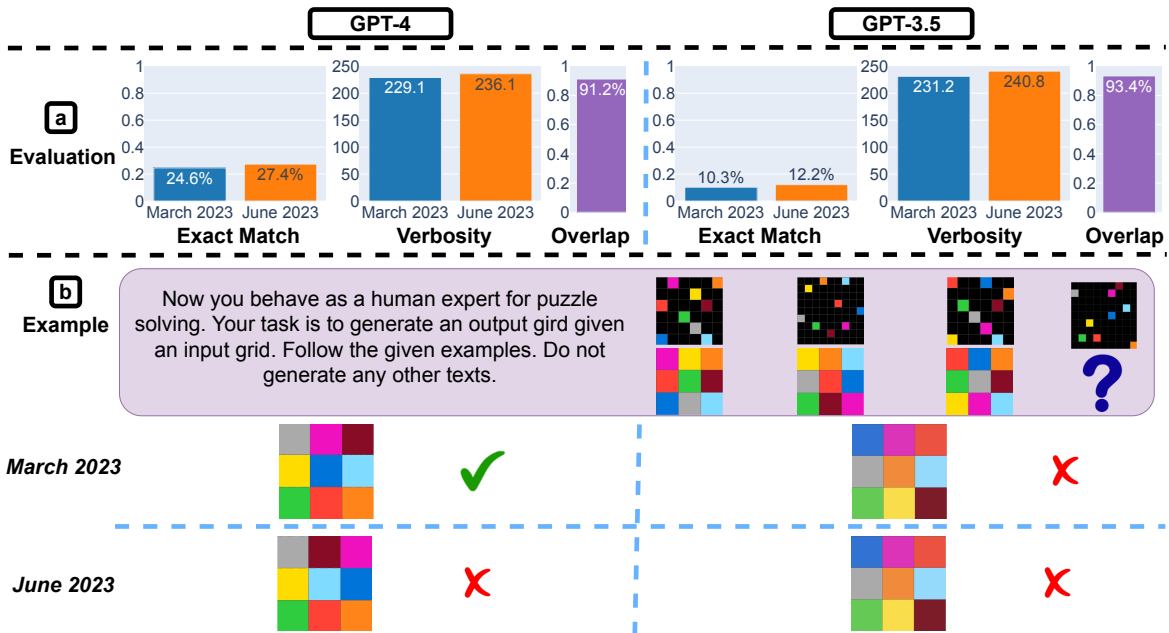 GPT-4
GPT-3.5
a
Evaluation
1
0.8
0.6
0.4
0.2
0
24.6%
27.4%
March 2023
June 2023
Exact Match
250
200
150
100
50
0
229.1
236.1
March 2023
June 2023
Verbosity
1
0.8
0.6
0.4
0.2
0
91.2%
Overlap
1
0.8
0.6
0.4
0.2
0
10.3%
12.2%
March 2023
June 2023
Exact Match
250
200
150
100
50
0
231.2
240.8
March 2023
June 2023
Verbosity
1
0.8
0.6
0.4
0.2
0
93.4%
Overlap
b
Example
Now you behave as a human expert for puzzle
solving. Your task is to generate an output gird given
an input grid. Follow the given examples. Do not
generate any other texts.
?
March 2023
June 2023